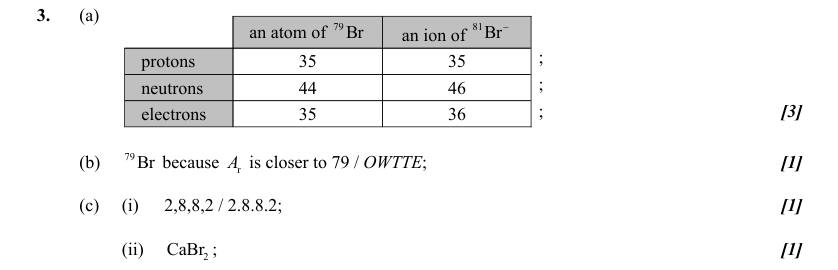 3. (a)
an atom of ⁷⁹Br an ion of ⁸¹Br⁻
protons 35 35 ;
neutrons 44 46 ;
electrons 35 36 ; [3]
(b) ⁷⁹Br because Aᵣ is closer to 79 / OWTTE; [1]
(c) (i) 2,8,8,2 / 2.8.8.2; [1]
(ii) CaBr₂ ; [1]